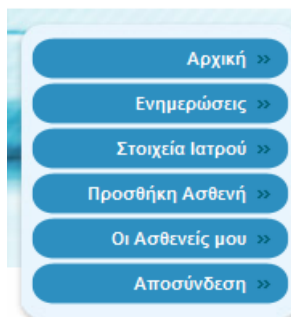 Αρχική »
Ενημερώσεις »
Στοιχεία Ιατρού »
Προσθήκη Ασθενή »
Οι Ασθενείς μου »
Αποσύνδεση »